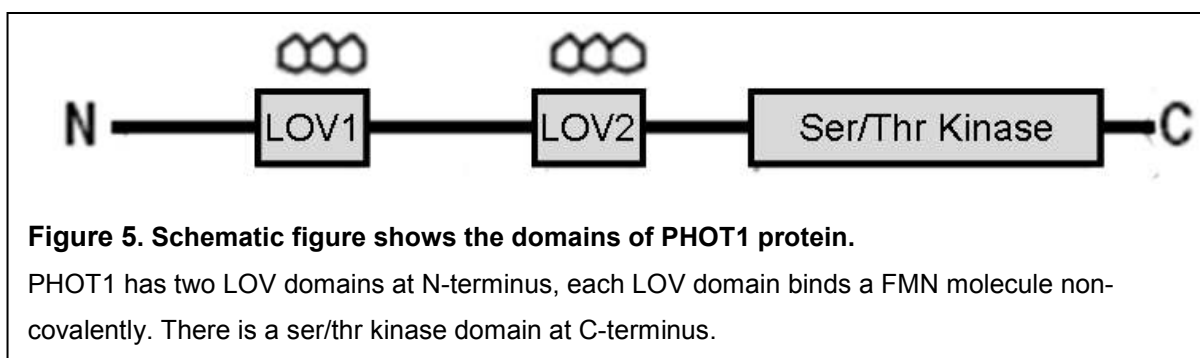 N LOV1 LOV2 Ser/Thr Kinase C
Figure 5. Schematic figure shows the domains of PHOT1 protein.
PHOT1 has two LOV domains at N-terminus, each LOV domain binds a FMN molecule non-
covalently. There is a ser/thr kinase domain at C-terminus.